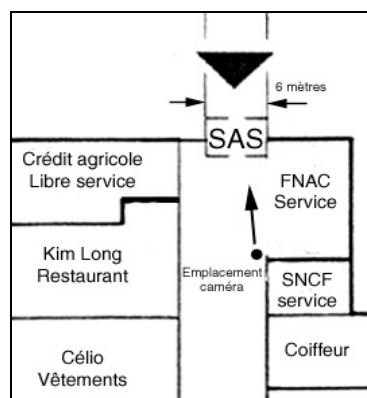 6 mètres
SAS
Crédit agricole
Libre service
FNAC
Service
Kim Long
Restaurant
Emplacement
caméra
SNCF
service
Célio
Vêtements
Coiffeur